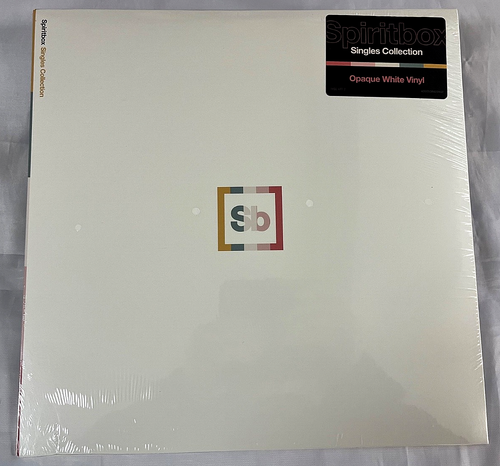 Spiritbox Singles Collection
Spiritbox
Singles Collection
Opaque White Vinyl
Sb